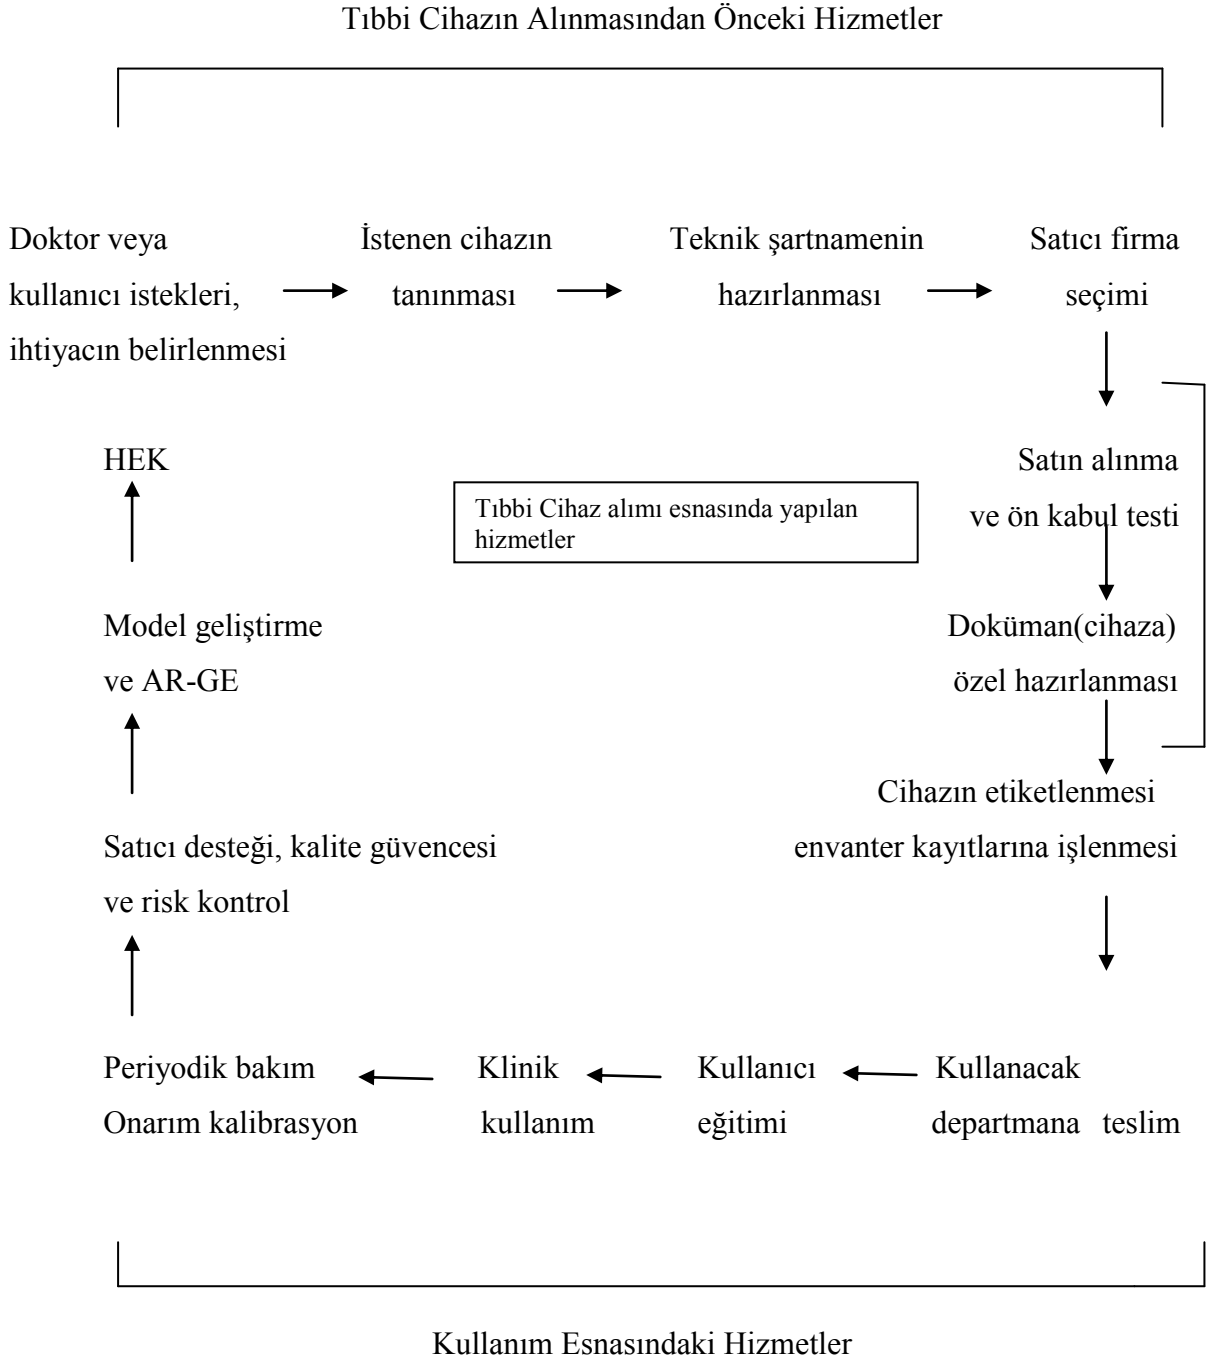 Tıbbi Cihazın Alınmasından Önceki Hizmetler
Doktor veya
kullanıcı istekleri,
ihtiyacın belirlenmesi
İstenen cihazın
tanınması
Teknik şartnamenin
hazırlanması
Satıcı firma
seçimi
Satın alınma
ve ön kabul testi
Doküman(cihaza)
özel hazırlanması
Cihazın etiketlenmesi
envanter kayıtlarına işlenmesi
Kullanacak
departmana teslim
Kullanıcı
eğitimi
Klinik
kullanım
Periyodik bakım
Onarım kalibrasyon
Satıcı desteği, kalite güvencesi
ve risk kontrol
Model geliştirme
ve AR-GE
HEK
Tıbbi Cihaz alımı esnasında yapılan
hizmetler
Kullanım Esnasındaki Hizmetler